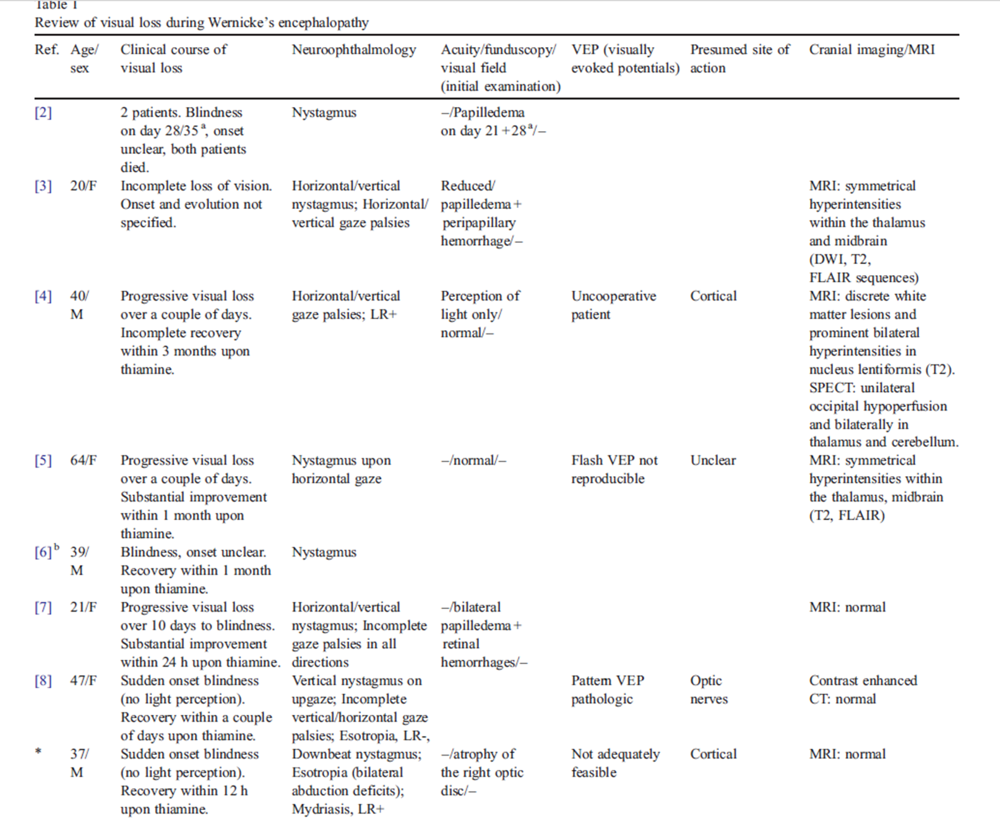 Table 1
Review of visual loss during Wernicke's encephalopathy
Ref. Age/ Clinical course of Neuroophthalmology Acuity/funduscopy/ VEP (visually Presumed site of Cranial imaging/MRI
sex visual loss visual field evoked potentials) action
(initial examination)
[2] 2 patients. Blindness Nystagmus –/Papilledema
on day 28/35 a, onset on day 21+28a/–
unclear, both patients
died.
[3] 20/F Incomplete loss of vision. Horizontal/vertical Reduced/ MRI: symmetrical
Onset and evolution not nystagmus; Horizontal/ papilledema+ hyperintensities
specified. vertical gaze palsies peripapillary within the thalamus
hemorrhage/– and midbrain
(DWI, T2,
FLAIR sequences)
[4] 40/ Progressive visual loss Horizontal/vertical Perception of Uncooperative Cortical MRI: discrete white
M over a couple of days. gaze palsies; LR+ light only/ patient matter lesions and
Incomplete recovery normal/– prominent bilateral
within 3 months upon hyperintensities in
thiamine. nucleus lentiformis (T2).
SPECT: unilateral
occipital hypoperfusion
and bilaterally in
thalamus and cerebellum.
[5] 64/F Progressive visual loss Nystagmus upon –/normal/– Flash VEP not Unclear MRI: symmetrical
over a couple of days. horizontal gaze reproducible hyperintensities within
Substantial improvement the thalamus, midbrain
within 1 month upon (T2, FLAIR)
thiamine.
[6]b 39/ Blindness, onset unclear. Nystagmus
M Recovery within 1 month
upon thiamine.
[7] 21/F Progressive visual loss Horizontal/vertical –/bilateral MRI: normal
over 10 days to blindness. nystagmus; Incomplete papilledema+
Substantial improvement gaze palsies in all retinal
within 24 h upon thiamine. directions hemorrhages/–
[8] 47/F Sudden onset blindness Vertical nystagmus on Pattern VEP Optic Contrast enhanced
(no light perception). upgaze; Incomplete pathologic nerves CT: normal
Recovery within a couple vertical/horizontal gaze
of days upon thiamine. palsies; Esotropia, LR-,
* 37/ Sudden onset blindness Downbeat nystagmus; –/atrophy of Not adequately Cortical MRI: normal
M (no light perception). Esotropia (bilateral the right optic feasible
Recovery within 12 h abduction deficits); disc/–
upon thiamine. Mydriasis, LR+